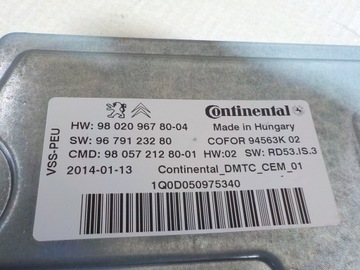 Continental
HW: 98 020 967 80-04
Made in Hungary
SW: 96 791 232 80
COFOR 94563K 02
CMD: 98 057 212 80-01
HW:02 SW: RD53.IS.3
2014-01-13
Continental_DMTC_CEM_01
1Q0D050975340
VSS-PEU